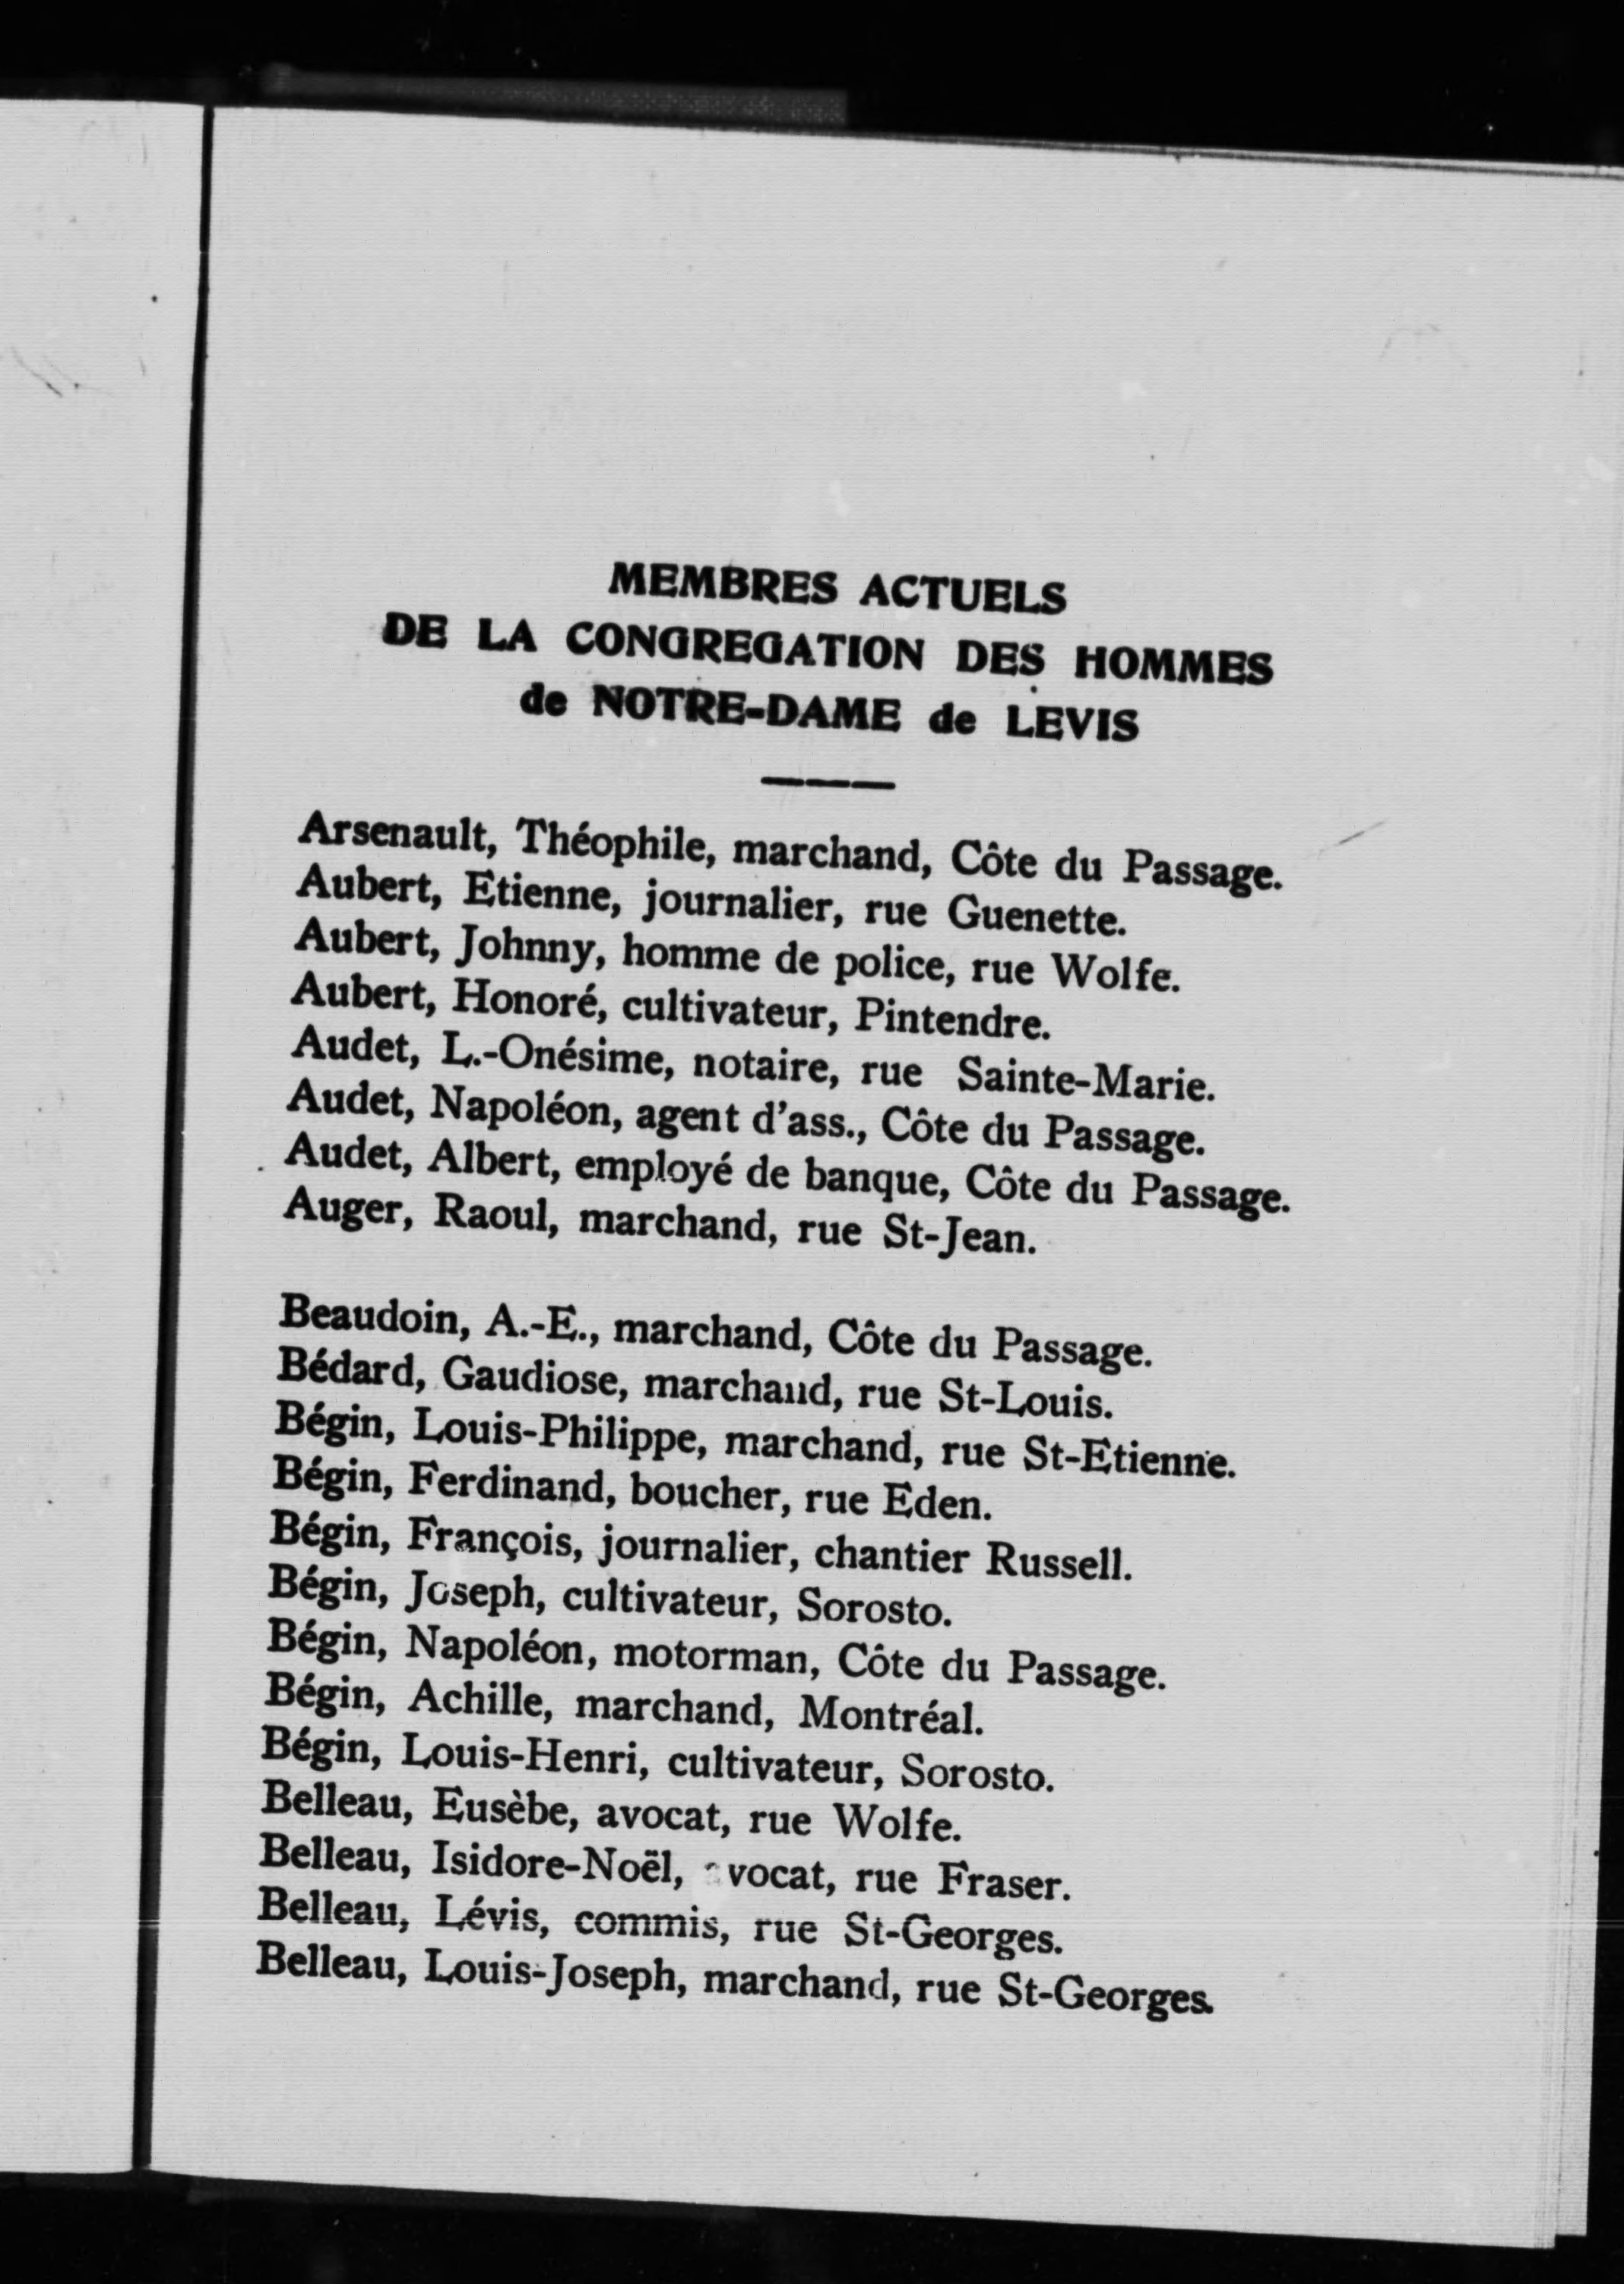 MEMBRES ACTUELS
DE LA CONGREGATION DES HOMMES
de NOTRE-DAME de LEVIS
Arsenault, Théophile, marchand, Côte du Passage.
Aubert, Etienne, journalier, rue Guenette.
Aubert, Johnny, homme de police, rue Wolfe.
Aubert, Honoré, cultivateur, Pintendre.
Audet, L.-Onésime, notaire, rue Sainte-Marie.
Audet, Napoléon, agent d'ass., Côte du Passage.
Audet, Albert, employé de banque, Côte du Passage.
Auger, Raoul, marchand, rue St-Jean.
Beaudoin, A.-E., marchand, Côte du Passage.
Bédard, Gaudiose, marchand, rue St-Louis.
Bégin, Louis-Philippe, marchand, rue St-Etienne.
Bégin, Ferdinand, boucher, rue Eden.
Bégin, François, journalier, chantier Russell.
Bégin, Joseph, cultivateur, Sorosto.
Bégin, Napoléon, motorman, Côte du Passage.
Bégin, Achille, marchand, Montréal.
Bégin, Louis-Henri, cultivateur, Sorosto.
Belleau, Eusèbe, avocat, rue Wolfe.
Belleau, Isidore-Noël, avocat, rue Fraser.
Belleau, Lévis, commis, rue St-Georges.
Belleau, Louis-Joseph, marchand, rue St-Georges.